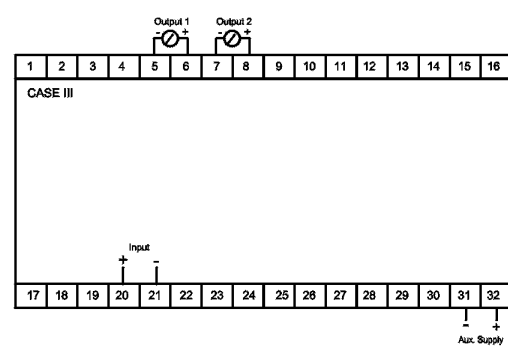 Output 1 Output 2
- + - +
1 2 3 4 5 6 7 8 9 10 11 12 13 14 15 16
CASE III
Input
+ -
17 18 19 20 21 22 23 24 25 26 27 28 29 30 31 32
- +
Aux. Supply